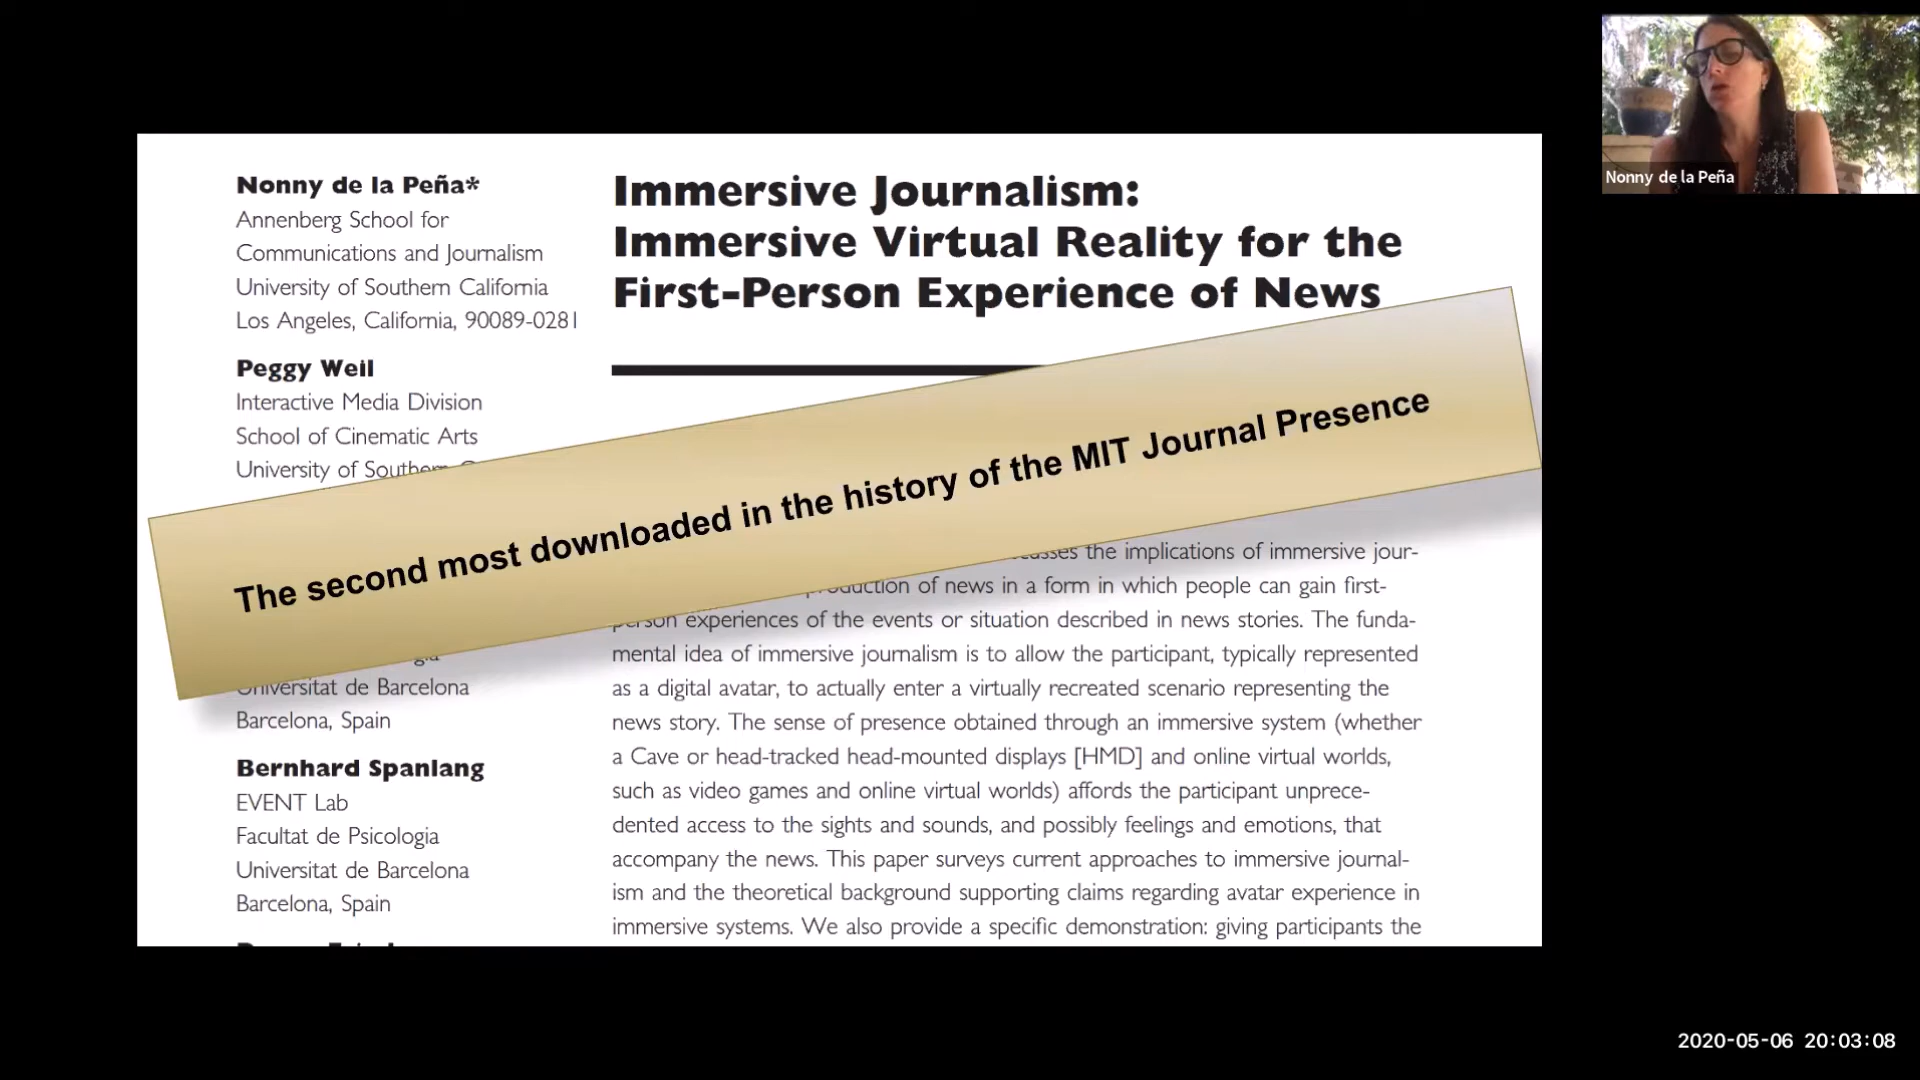 Nonny de la Peña*
Annenberg School for
Communications and Journalism
University of Southern California
Los Angeles, California, 90089-0281
Peggy Weil
Interactive Media Division
School of Cinematic Arts
University of
Universitat de Barcelona
Barcelona, Spain
Bernhard Spanlang
EVENT Lab
Facultat de Psicologia
Universitat de Barcelona
Barcelona, Spain
Immersive Journalism:
Immersive Virtual Reality for the
First-Person Experience of News
The second most downloaded in the history of the MIT Journal Presence
the implications of immersive jour-
of news in a form in which people can gain first-
person experiences of the events or situation described in news stories. The funda-
mental idea of immersive journalism is to allow the participant, typically represented
as a digital avatar, to actually enter a virtually recreated scenario representing the
news story. The sense of presence obtained through an immersive system (whether
a Cave or head-tracked head-mounted displays [HMD] and online virtual worlds,
such as video games and online virtual worlds) affords the participant unprece-
dented access to the sights and sounds, and possibly feelings and emotions, that
accompany the news. This paper surveys current approaches to immersive journal-
ism and the theoretical background supporting claims regarding avatar experience in
immersive systems. We also provide a specific demonstration: giving participants the
Nonny de la Peña
2020-05-06 20:03:08